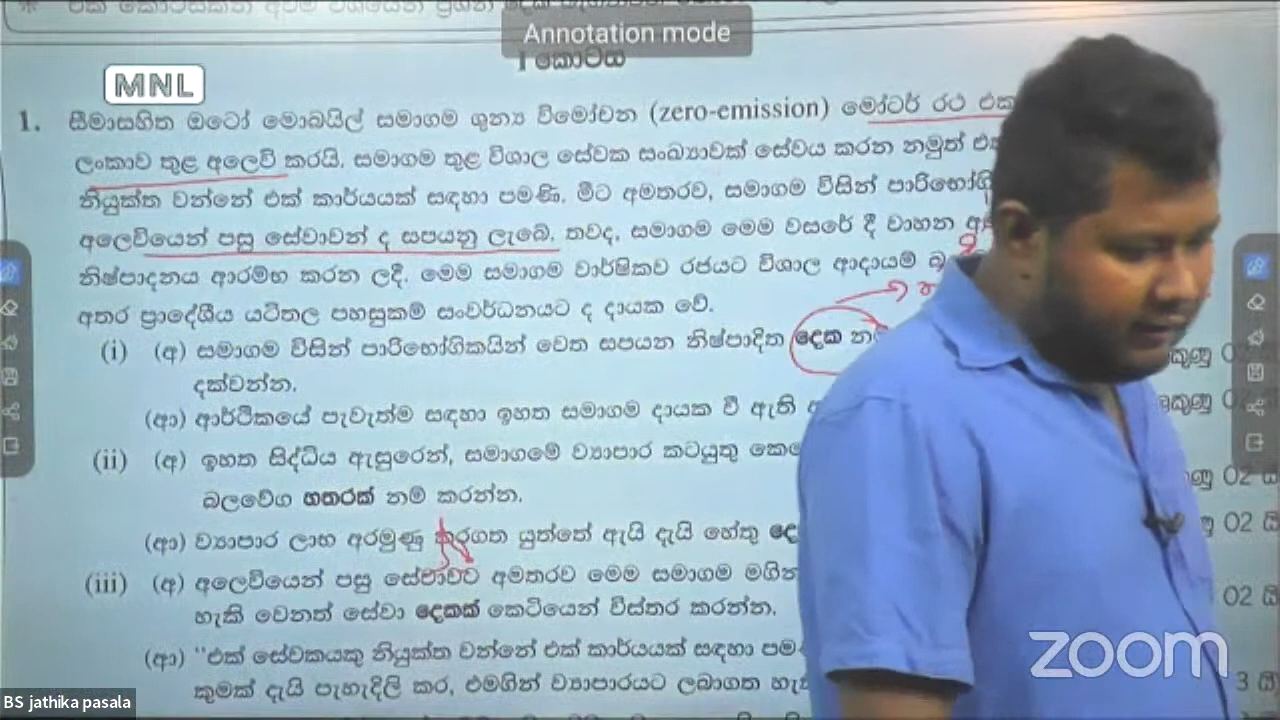 Annotation mode
I කොටස
MNL
1. සීමාසහිත ඔටෝ මොබයිල් සමාගම ශුන්‍ය විමෝචන (zero-emission) මෝටර් රථ
ලංකාව තුළ අලෙවි කරයි. සමාගම තුළ විශාල සේවක සංඛ්‍යාවක් සේවය කරන නමුත්
නියුක්ත වන්නේ එක් කාර්යයක් සඳහා පමණි. මීට අමතරව, සමාගම විසින්
අලෙවියෙන් පසු සේවාවන් ද සපයනු ලැබේ. තවද, සමාගම මෙම වසරේ දී වාහන
නිෂ්පාදනය ආරම්භ කරන ලදී. මෙම සමාගම වාර්ෂිකව රජයට විශාල ආදායම්
අතර ප්‍රාදේශීය යටිතල පහසුකම් සංවර්ධනයට ද දායක වේ.
(i) (අ) සමාගම විසින් පාරිභෝගිකයින් වෙත සපයන නිෂ්පාදිත දෙක
දක්වන්න.
(ආ) ආර්ථිකයේ පැවැත්ම සඳහා ඉහත සමාගම දායක වී ඇති
(ii) (අ) ඉහත සිද්ධිය ඇසුරෙන්, සමාගමේ ව්‍යාපාර කටයුතු
බලවේග හතරක් නම් කරන්න.
(ආ) ව්‍යාපාර ලාභ අරමුණු කරගත යුත්තේ ඇයි දැයි හේතු
02
(iii) (අ) අලෙවියෙන් පසු සේවාවට අමතරව මෙම සමාගම
හැකි වෙනත් සේවා දෙකක් කෙටියෙන් විස්තර කරන්න.
02
(ආ) "එක් සේවකයකු නියුක්ත වන්නේ එක් කාර්යයක් සඳහා
කුමක් දැයි පැහැදිලි කර, එමගින් ව්‍යාපාරයට ලබාගත
zoom
BS jathika pasala